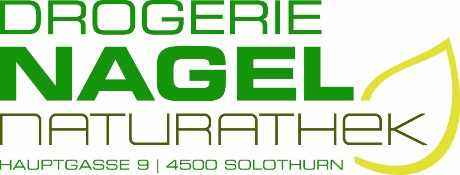 DROGERIE
NAGEL
NATURATHEK
HAUPTGASSE 9 | 4500 SOLOTHURN